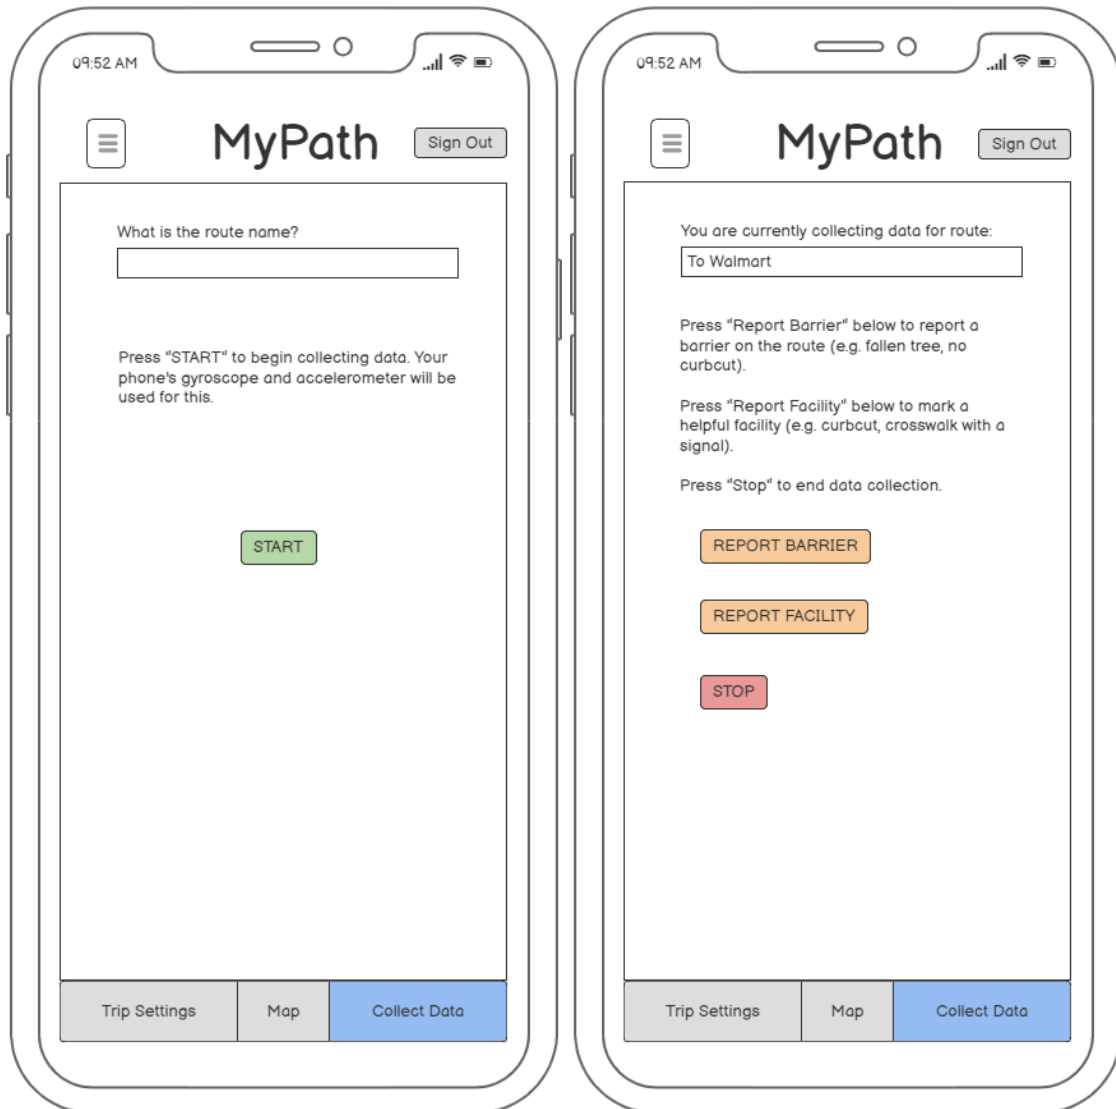 09:52 AM
MyPath
Sign Out
What is the route name?
Press "START" to begin collecting data. Your
phone's gyroscope and accelerometer will be
used for this.
START
Trip Settings
Map
Collect Data
09:52 AM
MyPath
Sign Out
You are currently collecting data for route:
To Walmart
Press "Report Barrier" below to report a
barrier on the route (e.g. fallen tree, no
curbcut).
Press "Report Facility" below to mark a
helpful facility (e.g. curbcut, crosswalk with a
signal).
Press "Stop" to end data collection.
REPORT BARRIER
REPORT FACILITY
STOP
Trip Settings
Map
Collect Data